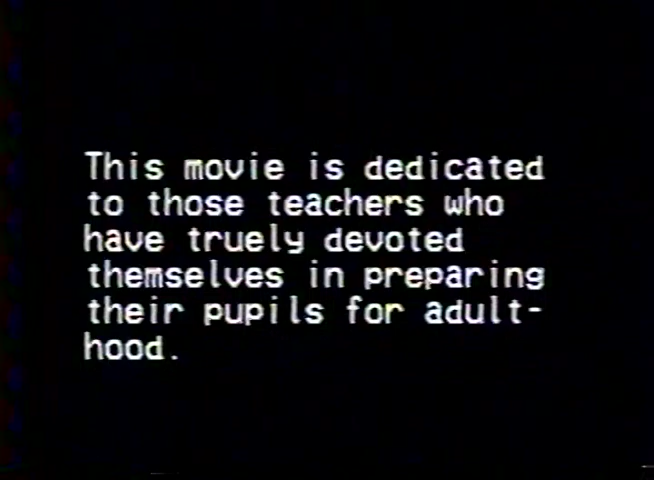 This movie is dedicated
to those teachers who
have truely devoted
themselves in preparing
their pupils for adult-
hood.